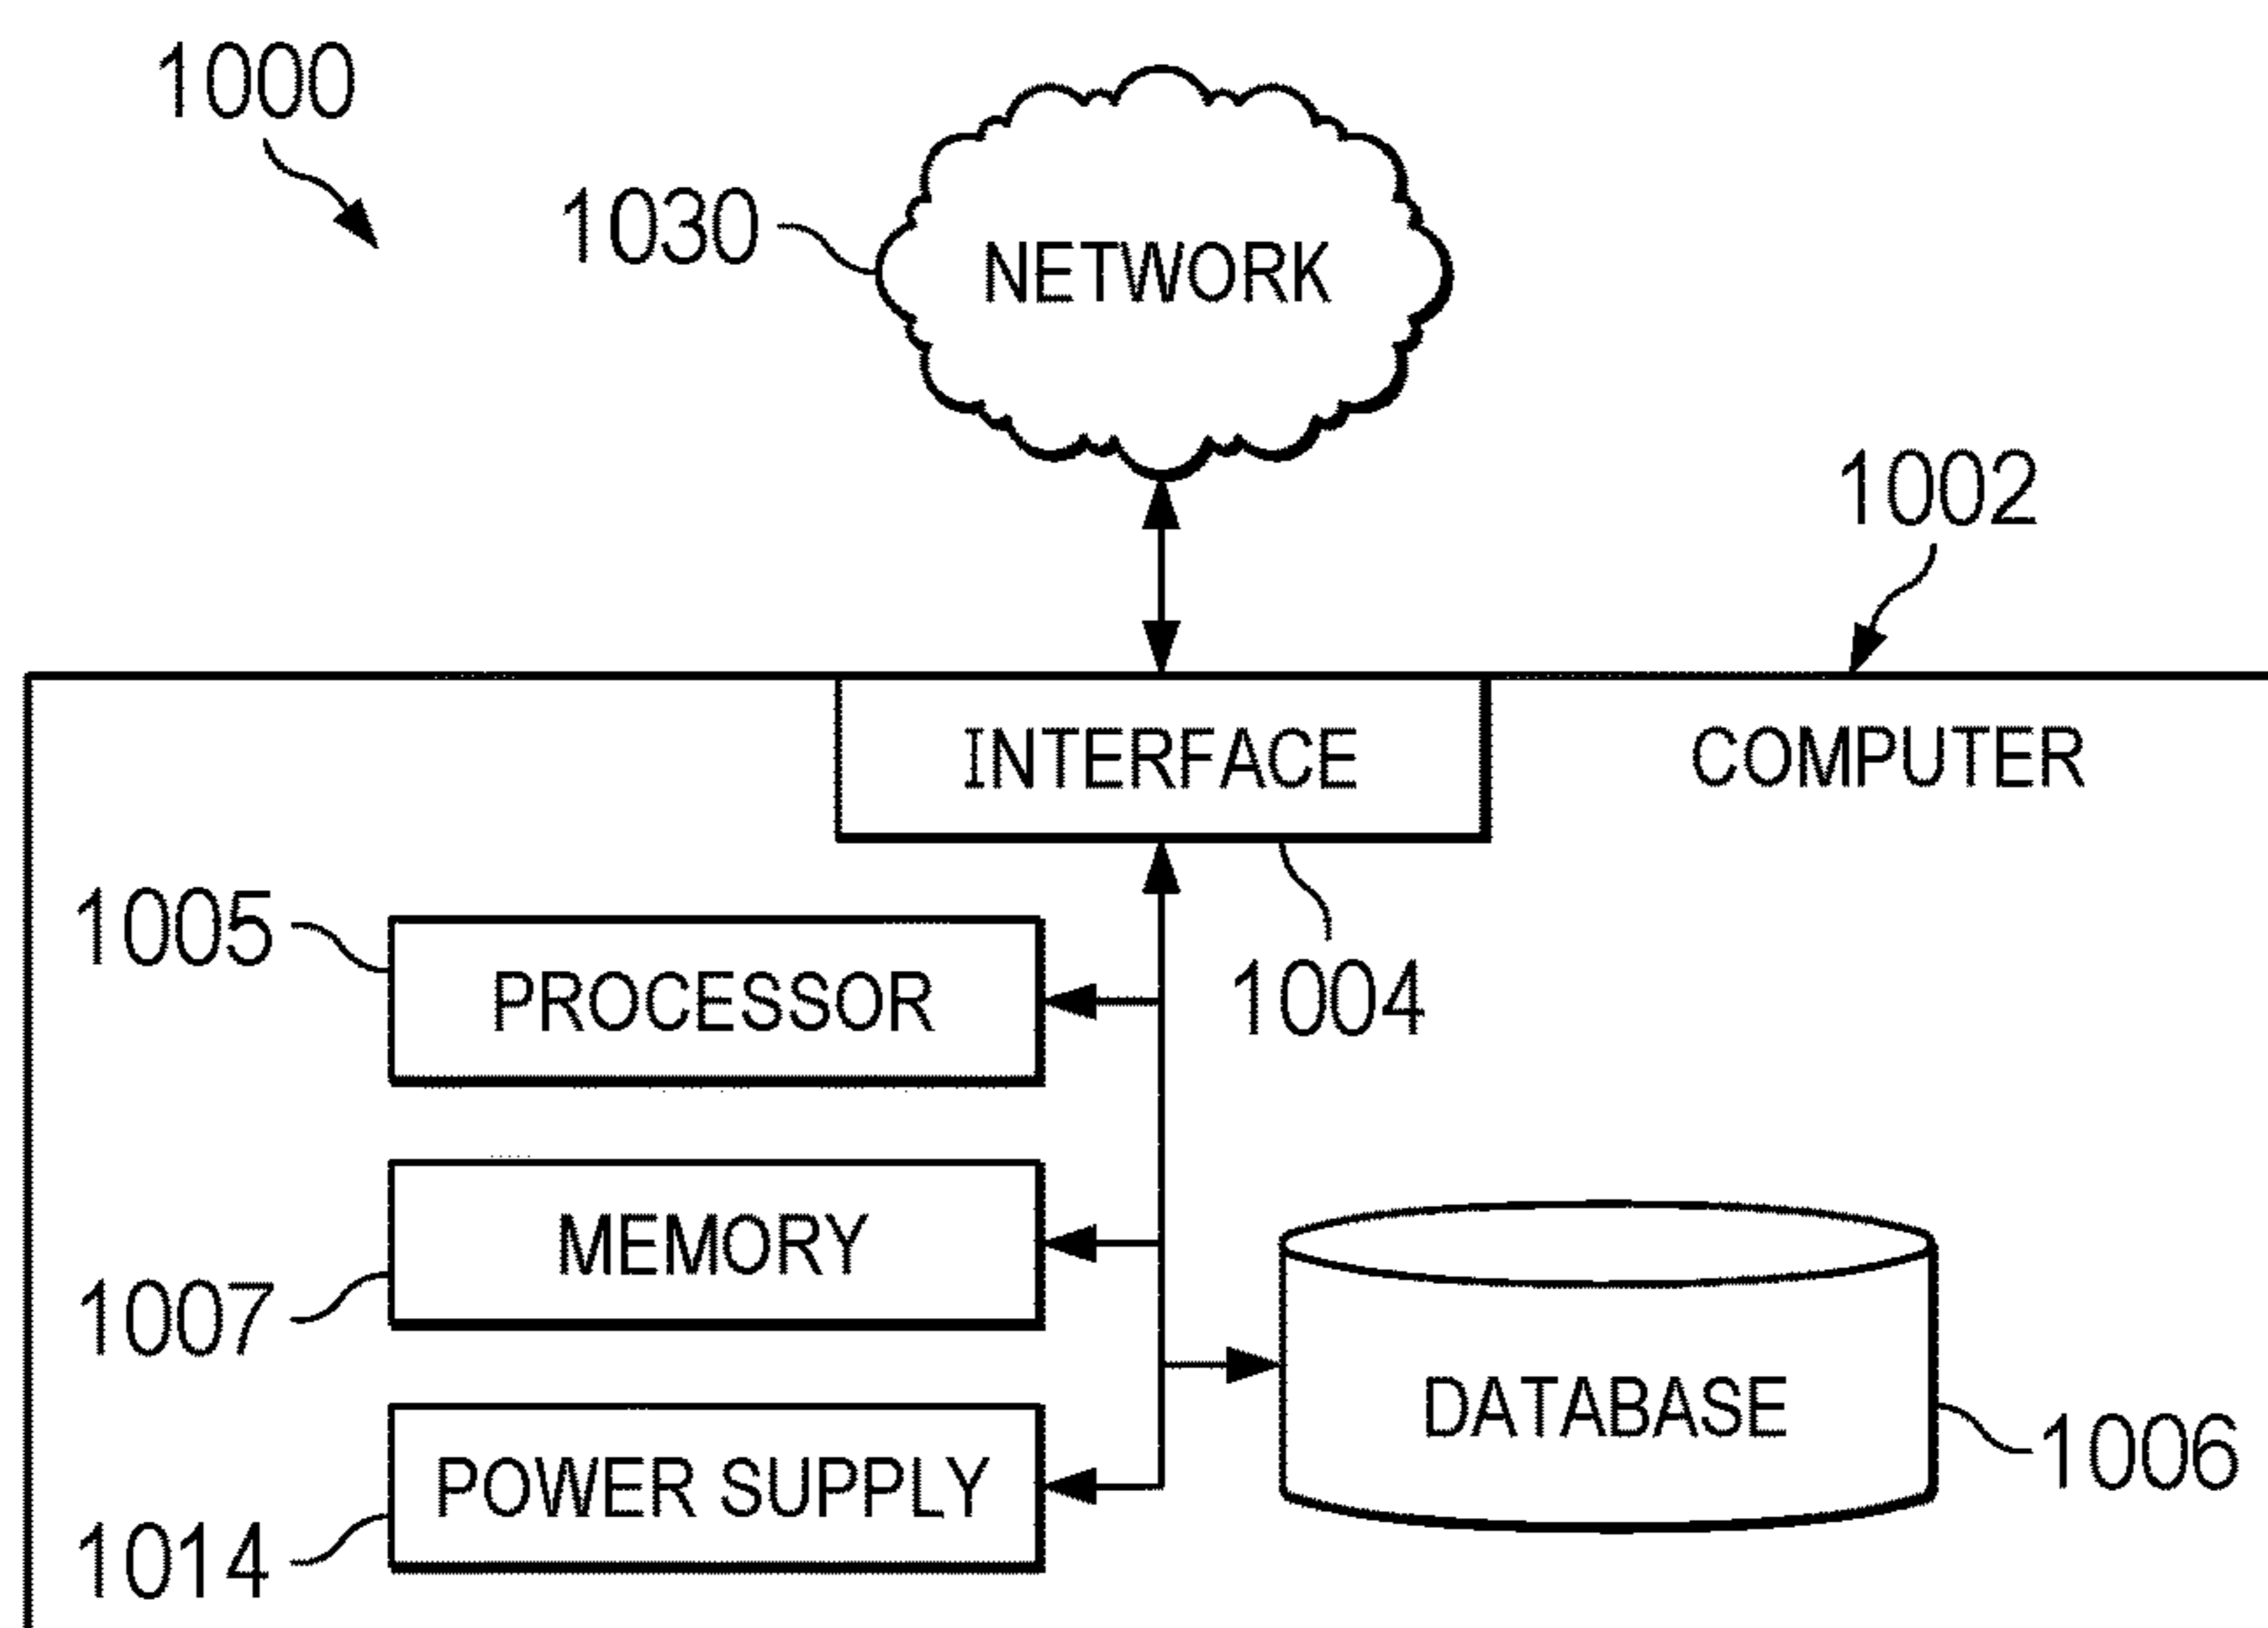 1000
1030
NETWORK
1002
INTERFACE
COMPUTER
1005
PROCESSOR
1004
MEMORY
1007
DATABASE
1006
POWER SUPPLY
1014